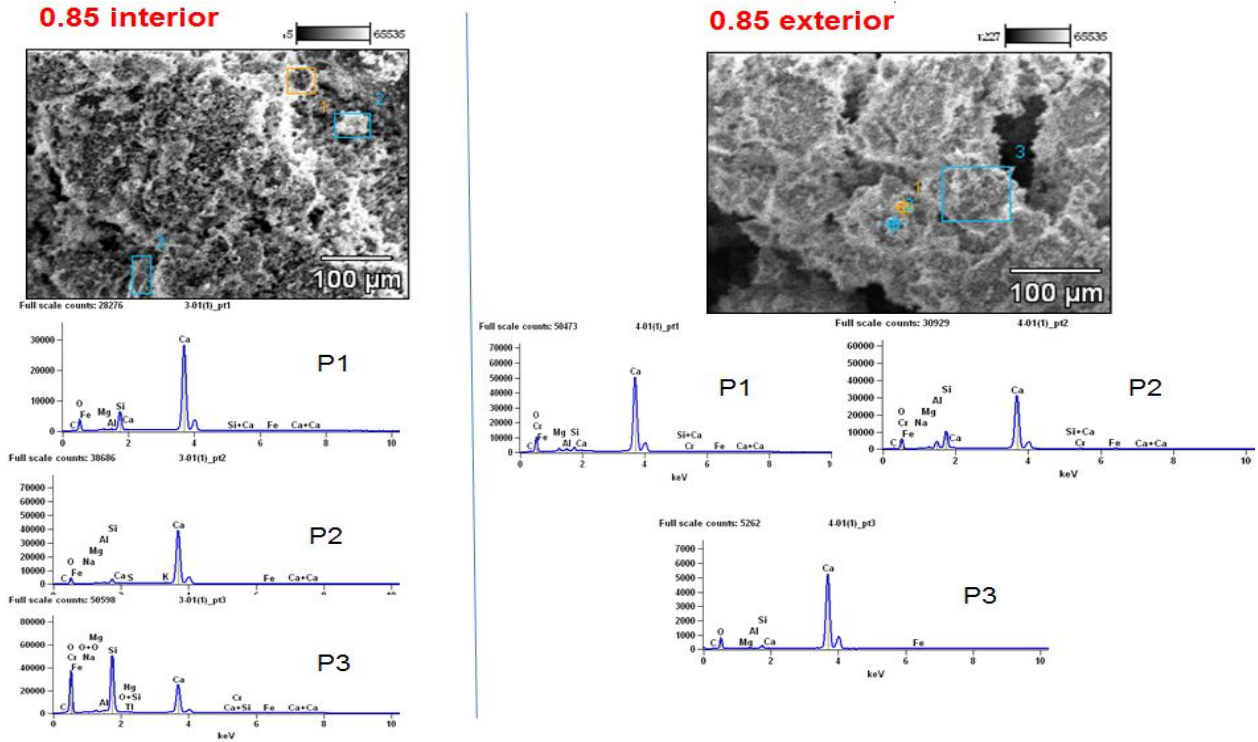 0.85 interior
r5 65535
1
2
3
100 µm
Full scale counts: 28276 3-01(1)_pt1
30000
20000
10000
0
O
Fe
C
Mg
Al
Si
Ca
Ca
Si+Ca
Fe
Ca+Ca
0 2 4 6 8 10
P1
Full scale counts: 38686 3-01(1)_pt2
70000
60000
50000
40000
30000
20000
10000
0
O
Fe
C
Na
Mg
Al
Si
Ca
S
K
Ca
Fe
Ca+Ca
P2
0 2 4 6 8 10
Full scale counts: 50598 3-01(1)_pt3
80000
60000
40000
20000
0
O
Cr
Fe
C
O+O
Na
Mg
Al
Si
Hg
O+Si
Tl
Ca
Cr
Ca+Si
Fe
Ca+Ca
P3
0 2 4 6 8 10
keV
0.85 exterior
r227 65535
1
3
100 µm
Full scale counts: 50473 4-01(1)_pt1
70000
60000
50000
40000
30000
20000
10000
0
O
Cr
Fe
C
Mg
Al
Si
Ca
Ca
Si+Ca
Cr
Fe
Ca+Ca
P1
0 2 4 6 8
keV
Full scale counts: 30929 4-01(1)_pt2
60000
50000
40000
30000
20000
10000
0
O
Cr
Fe
C
Na
Mg
Al
Si
Ca
Ca
Si+Ca
Cr
Fe
Ca+Ca
P2
0 2 4 6 8 10
keV
Full scale counts: 5262 4-01(1)_pt3
7000
6000
5000
4000
3000
2000
1000
0
C
O
Mg
Al
Si
Ca
Ca
Fe
P3
0 2 4 6 8 10
keV